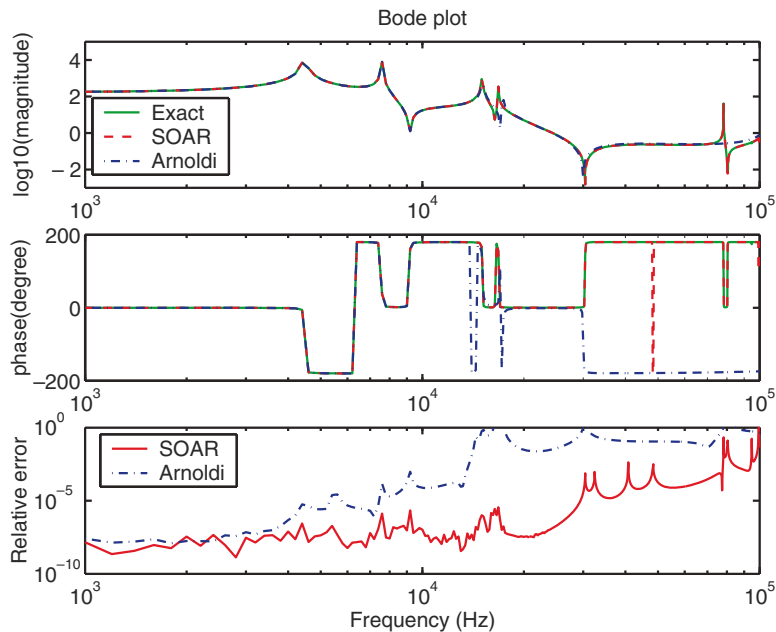 Bode plot
log10(magnitude)
4
2
0
−2
Exact
SOAR
Arnoldi
10^3
10^4
10^5
phase(degree)
200
0
−200
10^3
10^4
10^5
Relative error
10^0
10^−5
10^−10
SOAR
Arnoldi
10^3
10^4
10^5
Frequency (Hz)